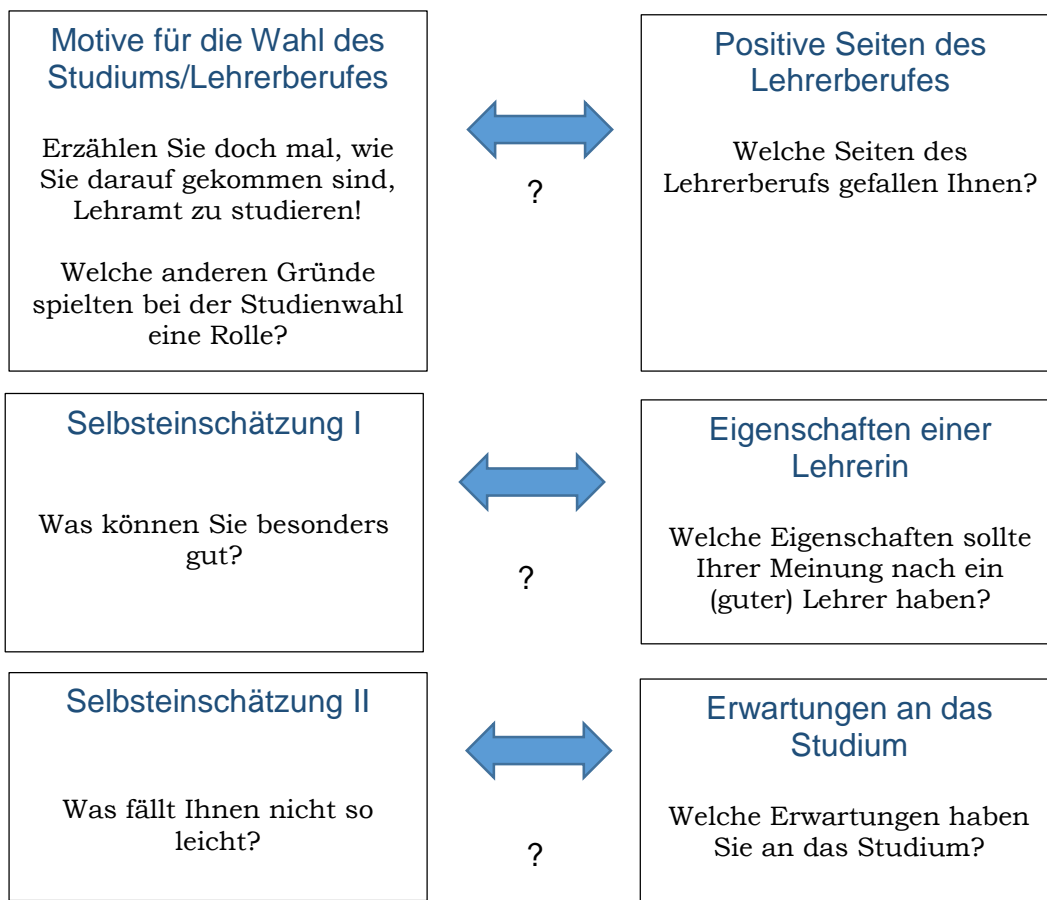 Motive für die Wahl des
Studiums/Lehrerberufes
Erzählen Sie doch mal, wie
Sie darauf gekommen sind,
Lehramt zu studieren!
Welche anderen Gründe
spielten bei der Studienwahl
eine Rolle?
?
Positive Seiten des
Lehrerberufes
Welche Seiten des
Lehrerberufs gefallen Ihnen?
Selbsteinschätzung I
Was können Sie besonders
gut?
?
Eigenschaften einer
Lehrerin
Welche Eigenschaften sollte
Ihrer Meinung nach ein
(guter) Lehrer haben?
Selbsteinschätzung II
Was fällt Ihnen nicht so
leicht?
?
Erwartungen an das
Studium
Welche Erwartungen haben
Sie an das Studium?